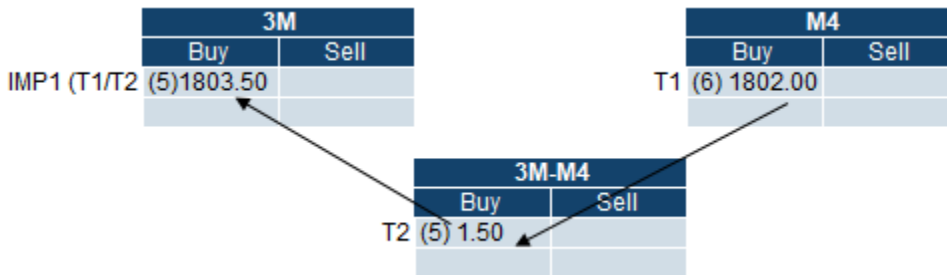 3M M4
Buy Sell Buy Sell
IMP1 (T1/T2 (5)1803.50 T1 (6) 1802.00
3M-M4
Buy Sell
T2 (5) 1.50